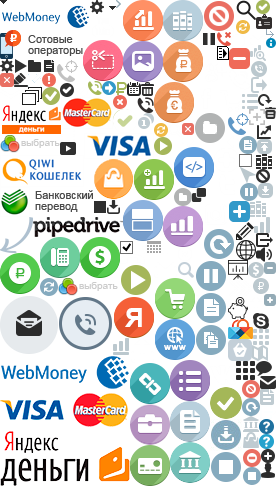 WebMoney
Сотовые
операторы
Яндекс
деньги
MasterCard
выбрать
VISA
QIWI
КОШЕЛЕК
Банковский
перевод
pipedrive
выбрать
Я
www
WebMoney
VISA
MasterCard
Яндекс
деньги